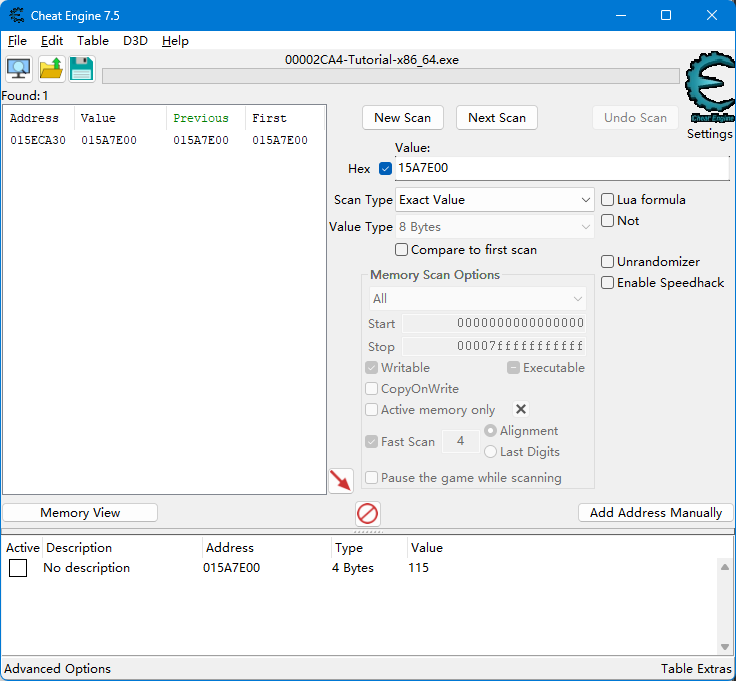 Cheat Engine 7.5
File Edit Table D3D Help
00002CA4-Tutorial-x86_64.exe
Found: 1
Address Value Previous First
015ECA30 015A7E00 015A7E00 015A7E00
New Scan Next Scan Undo Scan
Cheat Engine
Settings
Value:
Hex 15A7E00
Scan Type Exact Value Lua formula
Not
Value Type 8 Bytes
Compare to first scan
Unrandomizer
Enable Speedhack
Memory Scan Options
All
Start 0000000000000000
Stop 00007fffffffffff
Writable Executable
CopyOnWrite
Active memory only
Fast Scan 4 Alignment
Last Digits
Pause the game while scanning
Memory View Add Address Manually
Active Description Address Type Value
No description 015A7E00 4 Bytes 115
Advanced Options Table Extras